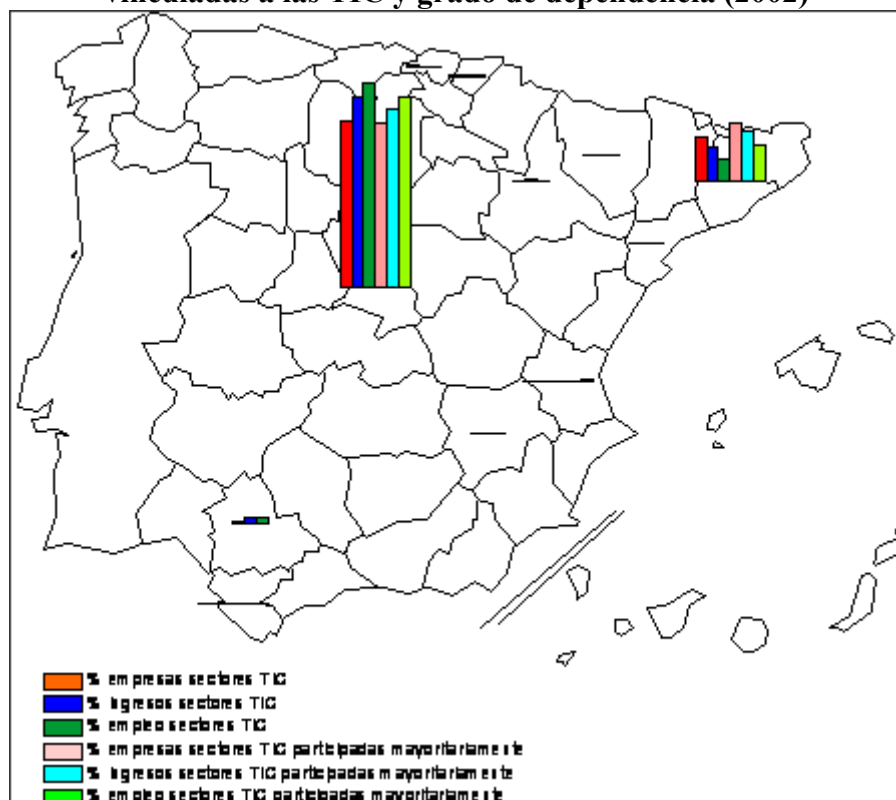 vinculadas a las TIC y grado de dependencia (2002)
% empresas sectores TIC
% Ingresos sectores TIC
% empleo sectores TIC
% empresas sectores TIC participadas mayoritariamente
% Ingresos sectores TIC participadas mayoritariamente
% empleo sectores TIC participadas mayoritariamente